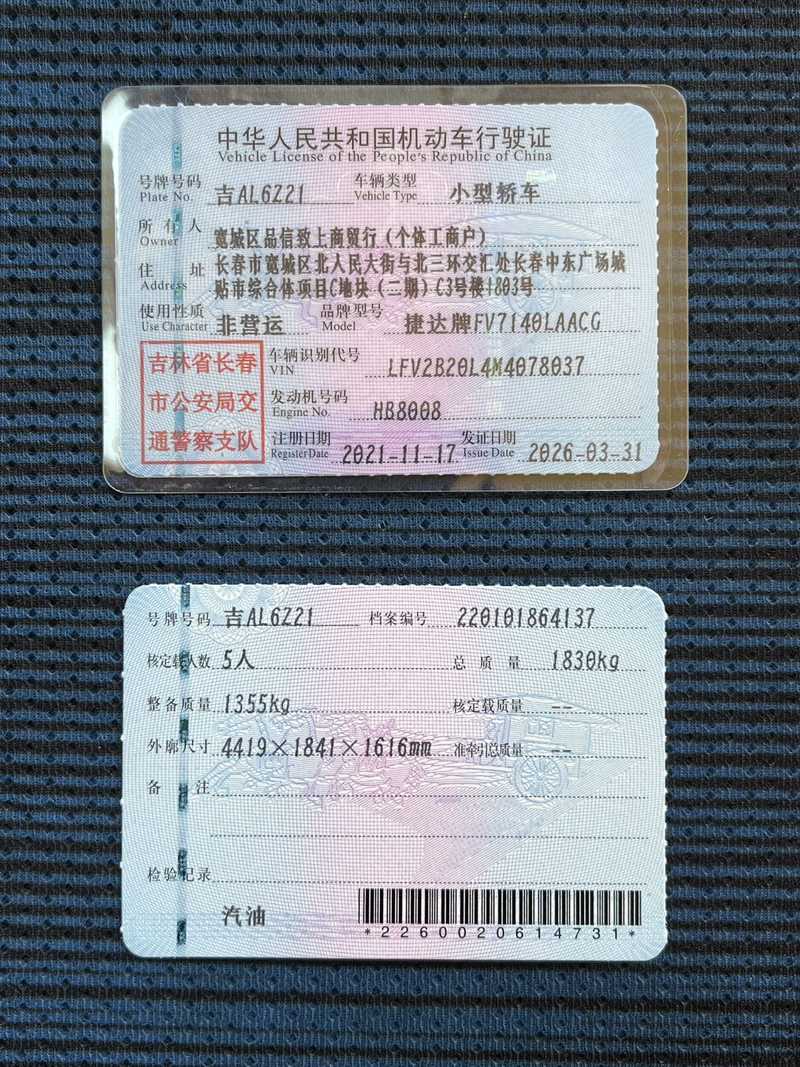 中华人民共和国机动车行驶证
Vehicle License of the People's Republic of China
号牌号码 吉AL6Z21 车辆类型 小型轿车
Plate No. Vehicle Type
所有人 宽城区品信致上商贸行（个体工商户）
Owner
住址 长春市宽城区北人民大街与北三环交汇处长春中东广场城
Address 贴市综合体项目C地块（二期）C3号楼1803号
使用性质 非营运 品牌型号 捷达牌FV7140LAACG
Use Character Model
吉林省长春
市公安局交
通警察支队
车辆识别代号 LFV2B20L4M4078037
VIN
发动机号码 HB8008
Engine No.
注册日期 2021-11-17 发证日期 2026-03-31
Register Date Issue Date
号牌号码 吉AL6Z21 档案编号 220101864137
核定载人数 5人 总质量 1830kg
整备质量 1355kg 核定载质量 --
外廓尺寸 4419×1841×1616mm 准牵引总质量 --
备注
检验记录
汽油
*2260020614731*